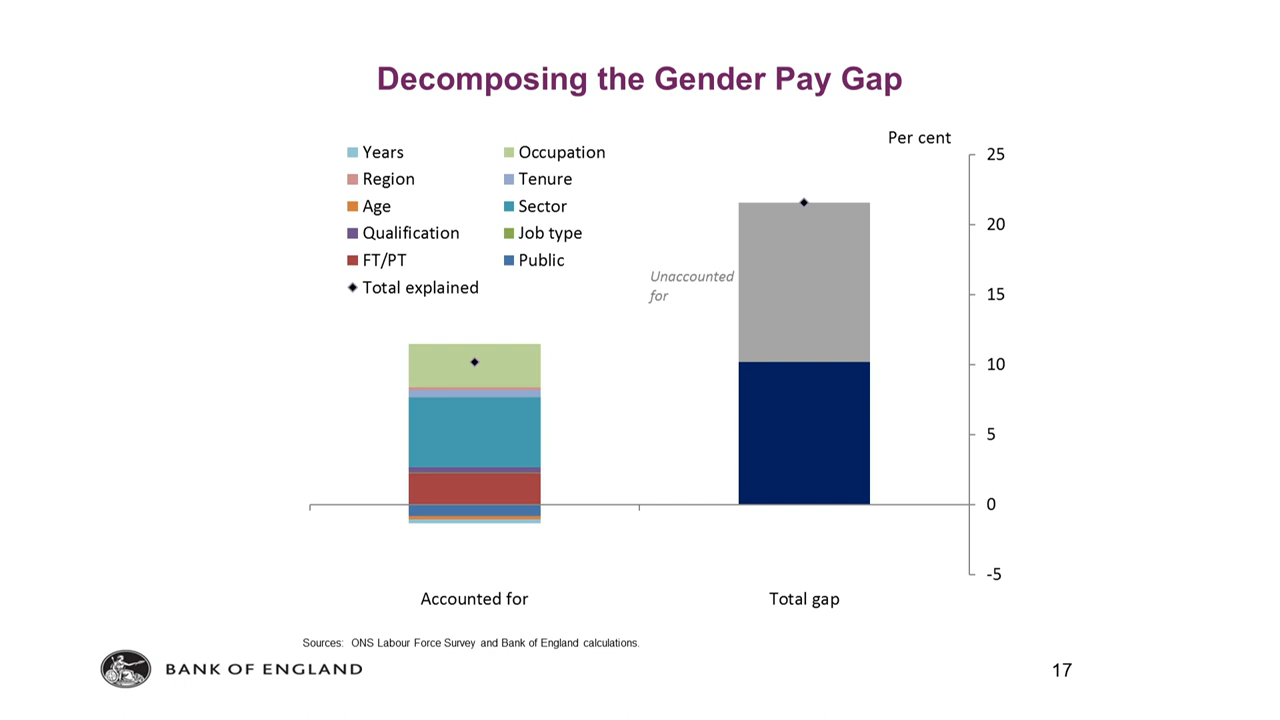 Decomposing the Gender Pay Gap
Per cent
Years
Occupation
Region
Tenure
Age
Sector
Qualification
Job type
FT/PT
Public
Total explained
Unaccounted
for
25
20
15
10
5
0
-5
Accounted for
Total gap
Sources: ONS Labour Force Survey and Bank of England calculations.
BANK OF ENGLAND
17